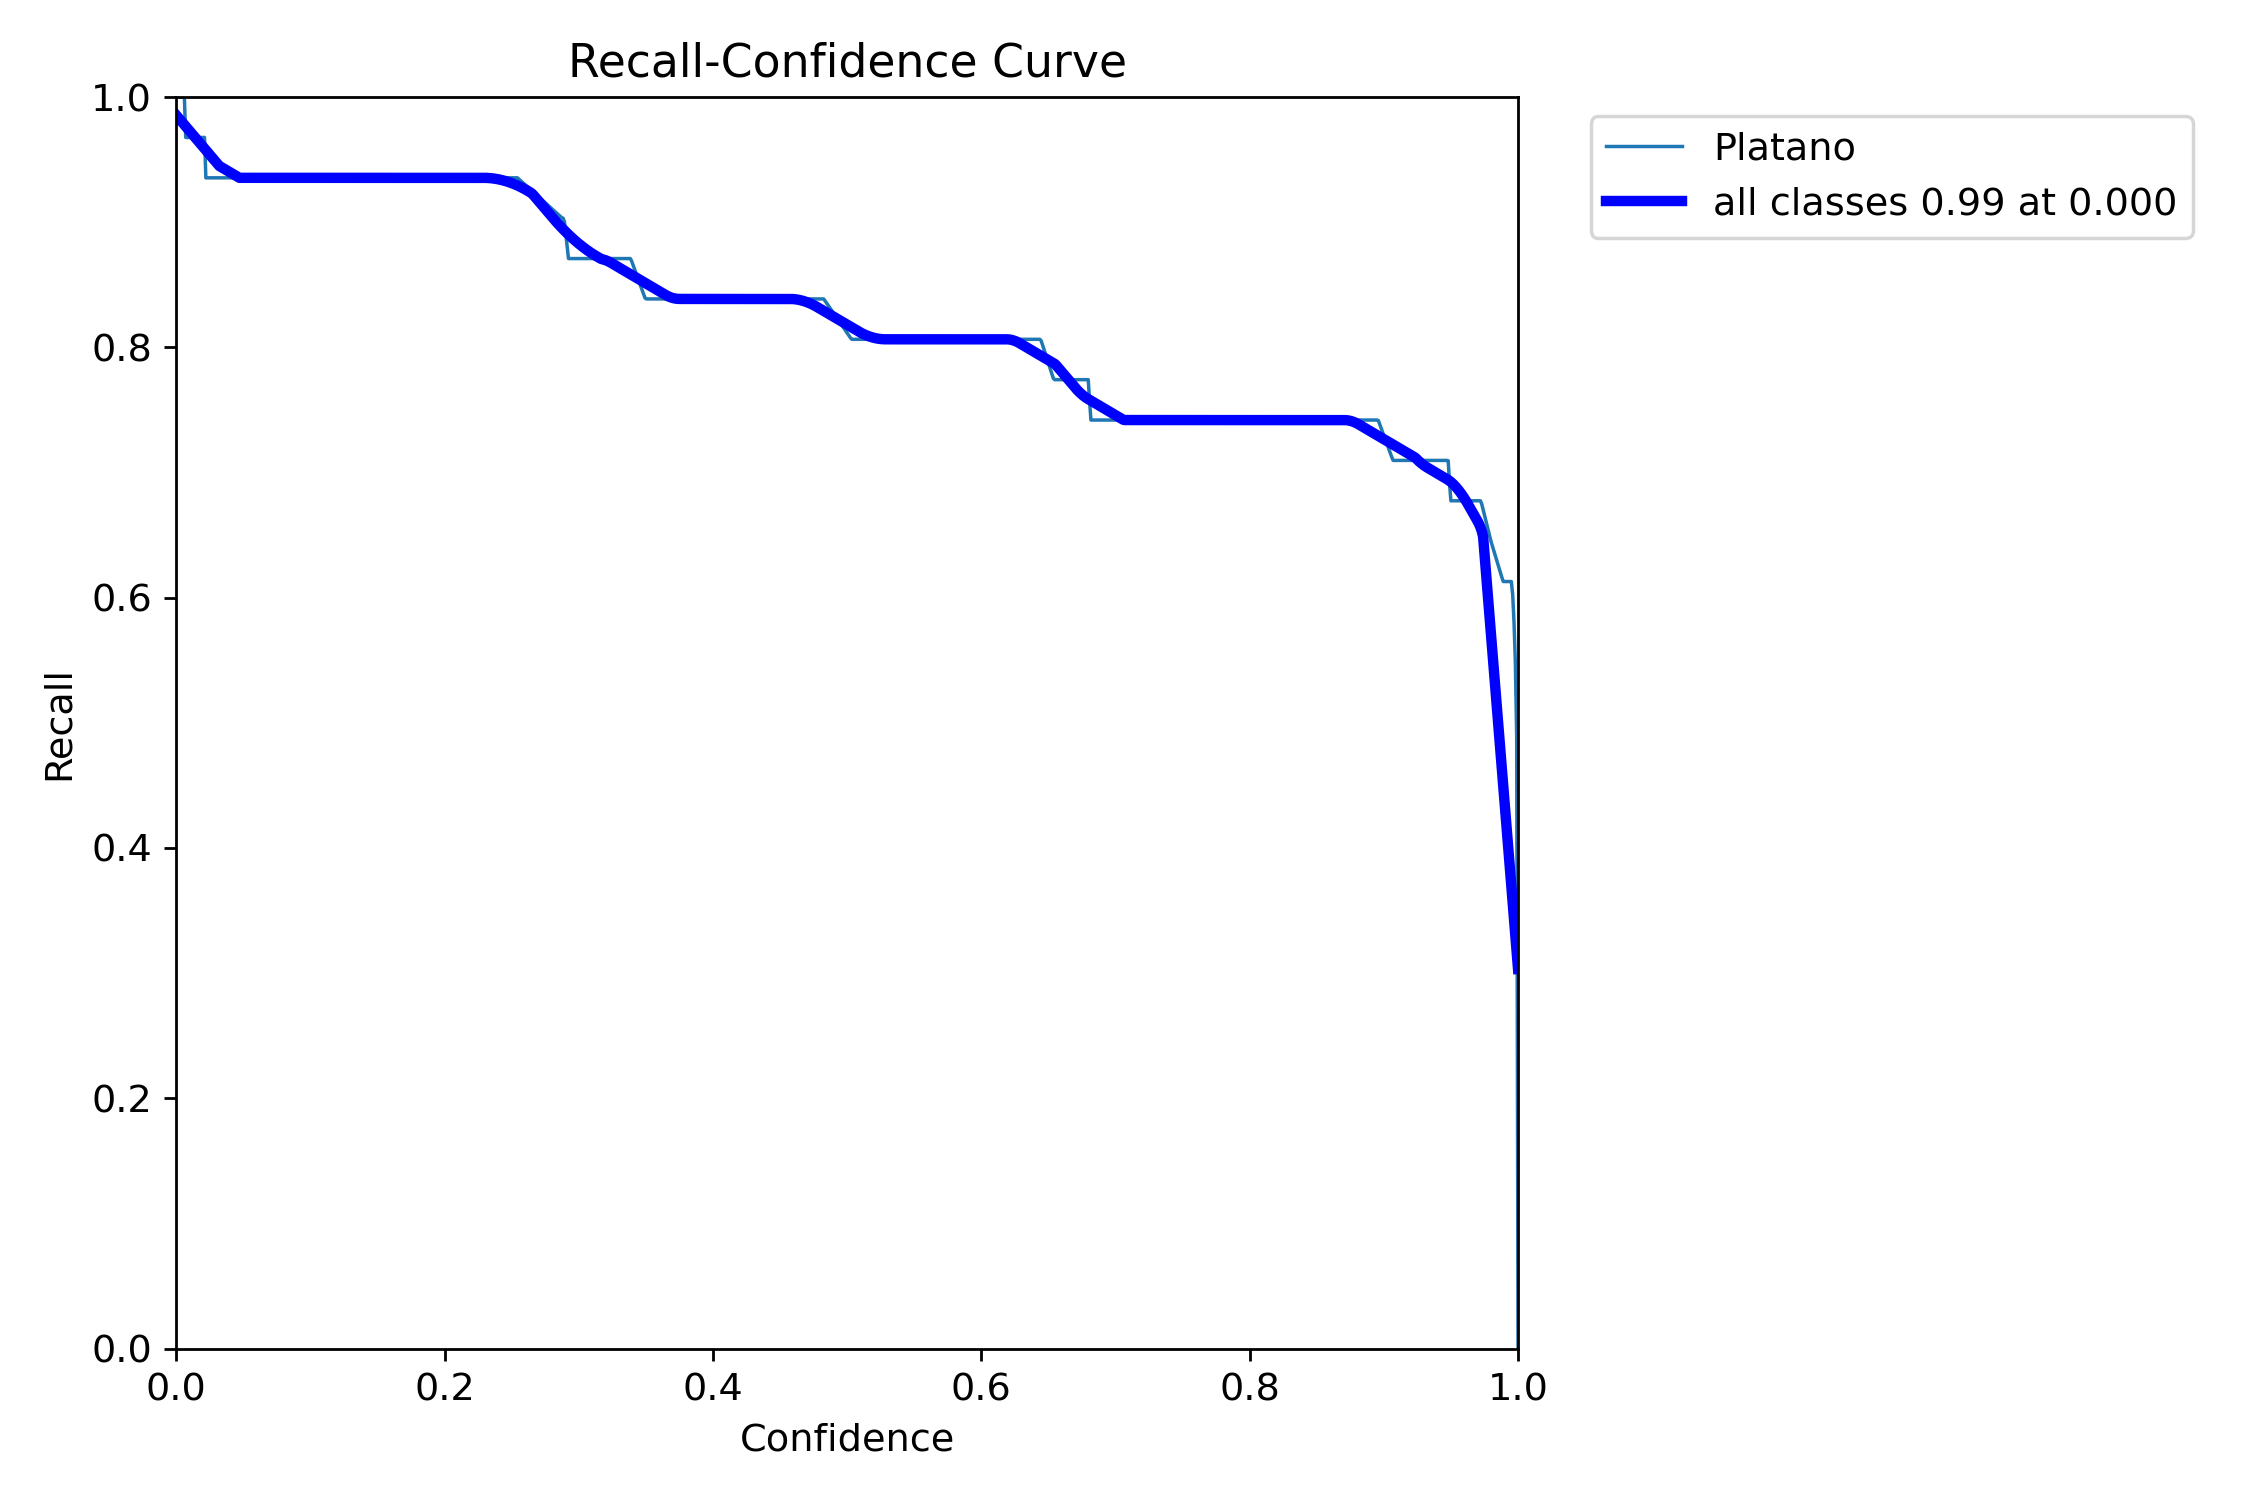 Recall-Confidence Curve
Platano
all classes 0.99 at 0.000
1.0
0.8
0.6
0.4
0.2
0.0
Recall
0.0 0.2 0.4 0.6 0.8 1.0
Confidence